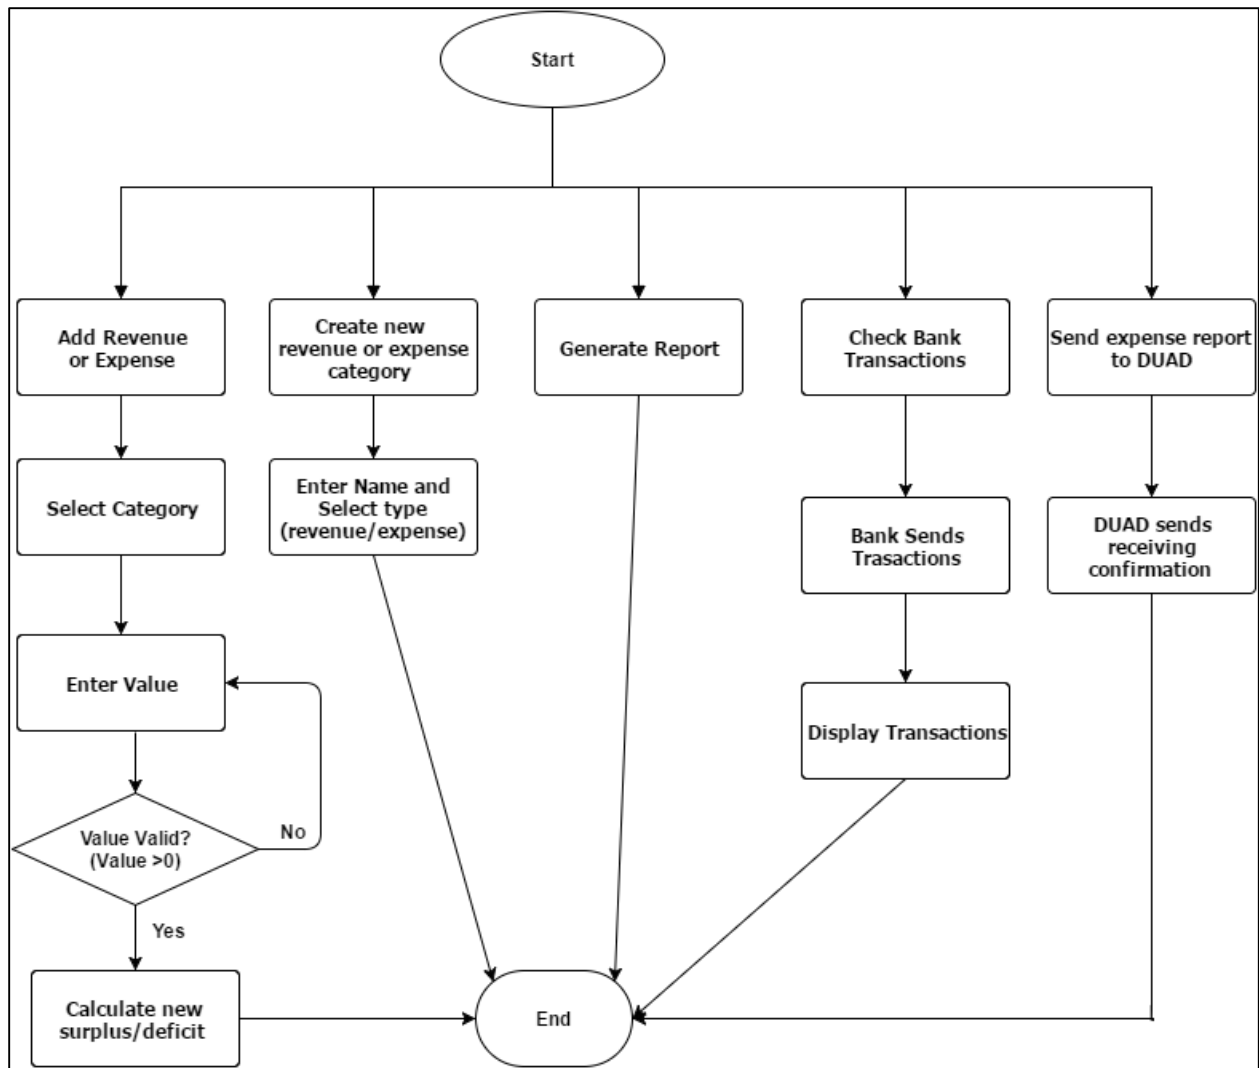 Start
Add Revenue
or Expense
Create new
revenue or expense
category
Generate Report
Check Bank
Transactions
Send expense report
to DUAD
Select Category
Enter Name and
Select type
(revenue/expense)
Bank Sends
Trasactions
DUAD sends
receiving
confirmation
Enter Value
Display Transactions
Value Valid?
(Value >0)
No
Yes
Calculate new
surplus/deficit
End